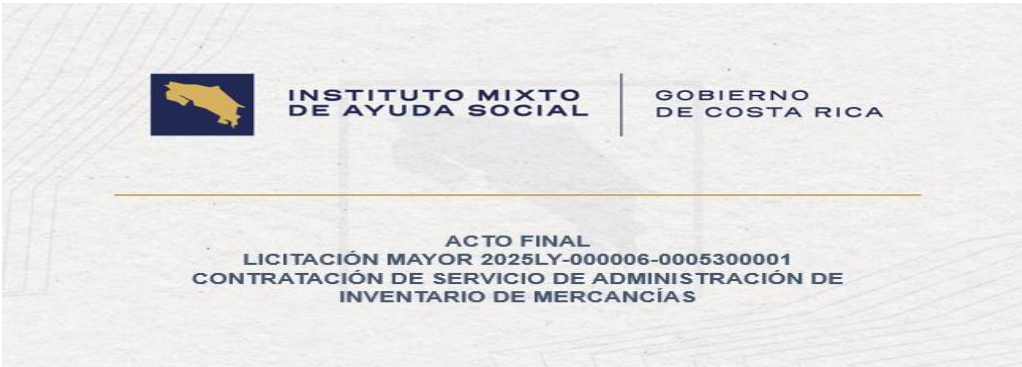 INSTITUTO MIXTO
DE AYUDA SOCIAL
GOBIERNO
DE COSTA RICA
ACTO FINAL
LICITACIÓN MAYOR 2025LY-000006-0005300001
CONTRATACIÓN DE SERVICIO DE ADMINISTRACIÓN DE
INVENTARIO DE MERCANCÍAS